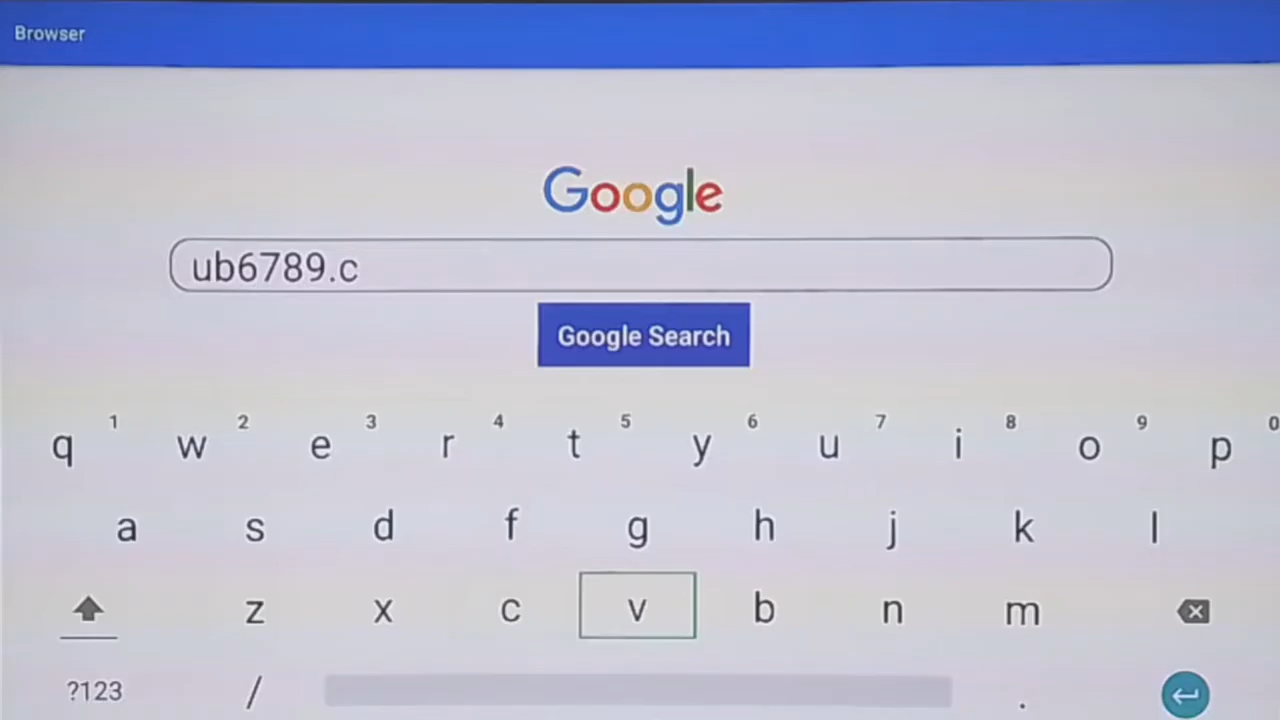 Browser
Google
ub6789.c
Google Search
1 2 3 4 5 6 7 8 9 0
q w e r t y u i o p
a s d f g h j k l
z x c v b n m
?123 / .